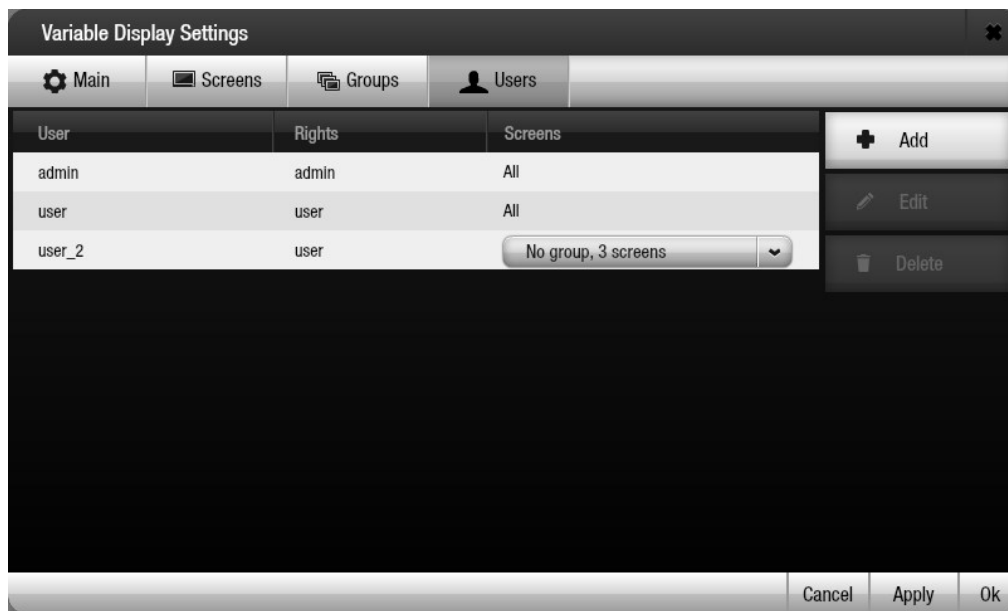 Variable Display Settings
Main Screens Groups Users
User Rights Screens
Add
admin admin All
user user All
Edit
user_2 user No group, 3 screens
Delete
Cancel Apply Ok